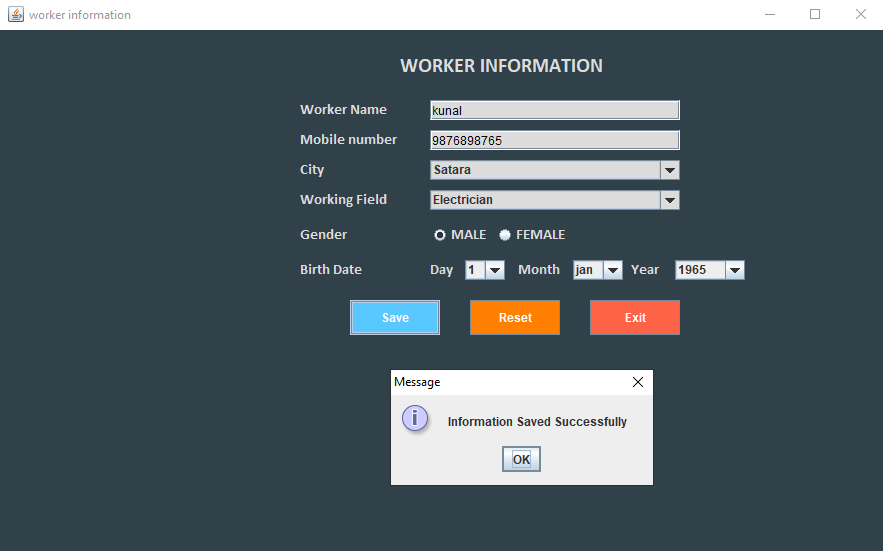 worker information
WORKER INFORMATION
Worker Name kunal
Mobile number 9876898765
City Satara
Working Field Electrician
Gender MALE FEMALE
Birth Date Day 1 Month jan Year 1965
Save Reset Exit
Message
i Information Saved Successfully
OK